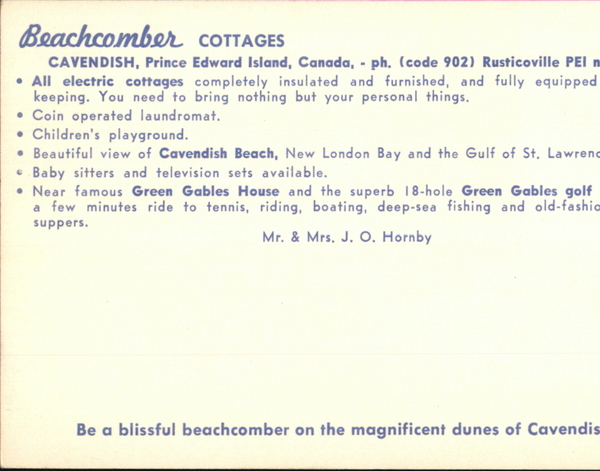 Beachcomber COTTAGES
CAVENDISH, Prince Edward Island, Canada, - ph. (code 902) Rusticoville PEI n
• All electric cottages completely insulated and furnished, and fully equipped
keeping. You need to bring nothing but your personal things.
• Coin operated laundromat.
• Children's playground.
• Beautiful view of Cavendish Beach, New London Bay and the Gulf of St. Lawrenc
• Baby sitters and television sets available.
• Near famous Green Gables House and the superb 18-hole Green Gables golf
a few minutes ride to tennis, riding, boating, deep-sea fishing and old-fashio
suppers.
Mr. & Mrs. J. O. Hornby
Be a blissful beachcomber on the magnificent dunes of Cavendis